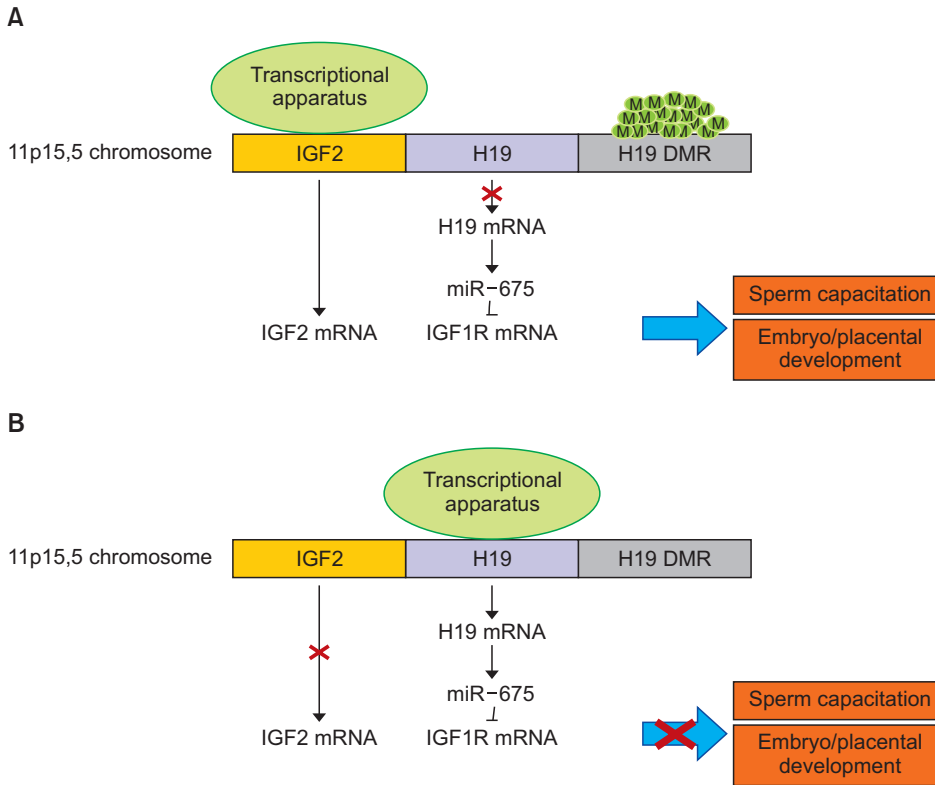 A
Transcriptional
apparatus
M M M M M M M M M M M M M M M M M M
11p15,5 chromosome
IGF2
H19
H19 DMR
H19 mRNA
miR-675
IGF2 mRNA
IGF1R mRNA
Sperm capacitation
Embryo/placental
development
B
Transcriptional
apparatus
11p15,5 chromosome
IGF2
H19
H19 DMR
H19 mRNA
miR-675
IGF2 mRNA
IGF1R mRNA
Sperm capacitation
Embryo/placental
development